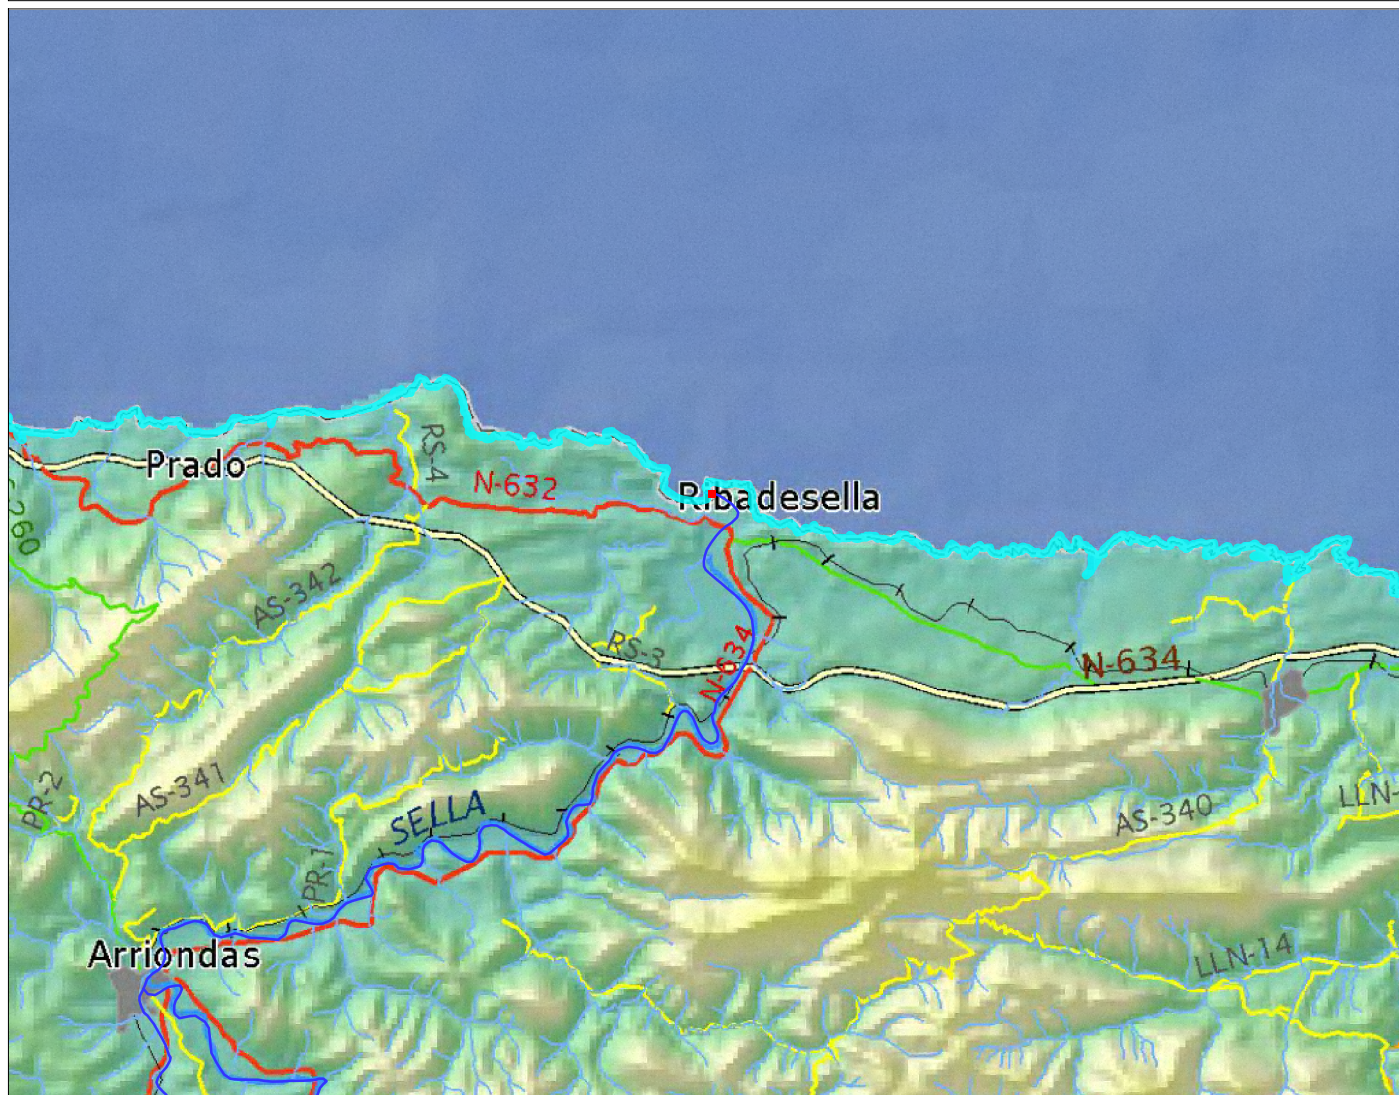 RS-4
Prado
N-632
Ribadesella
260
AS-342
RS-3
N-634
N-634
PR-2
AS-341
SELLA
AS-340
LLN-
PR-1
Arriondas
LLN-14